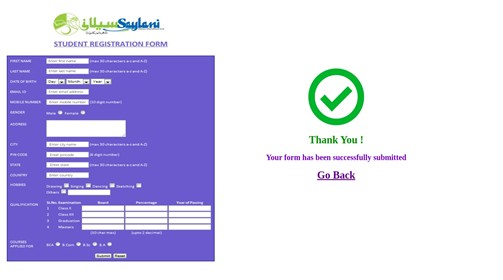 سیلانی Saylani
STUDENT REGISTRATION FORM
FIRST NAME Enter first name (max 30 characters a-z and A-Z)
LAST NAME Enter last name (max 30 characters a-z and A-Z)
DATE OF BIRTH Day Month Year
EMAIL ID Enter email address
MOBILE NUMBER Enter mobile number (10 digit number)
GENDER Male Female
ADDRESS
CITY Enter city name (max 30 characters a-z and A-Z)
PIN CODE Enter pincode (6 digit number)
STATE Enter state (max 30 characters a-z and A-Z)
COUNTRY Enter country
HOBBIES Drawing Singing Dancing Sketching
Others
QUALIFICATION Sl.No. Examination Board Percentage Year of Passing
1 Class X
2 Class XII
3 Graduation
4 Masters
(10 char max) (upto 2 decimal)
COURSES APPLIED FOR BCA B.Com B.Sc B.A
Submit Reset
Thank You !
Your form has been successfully submitted
Go Back